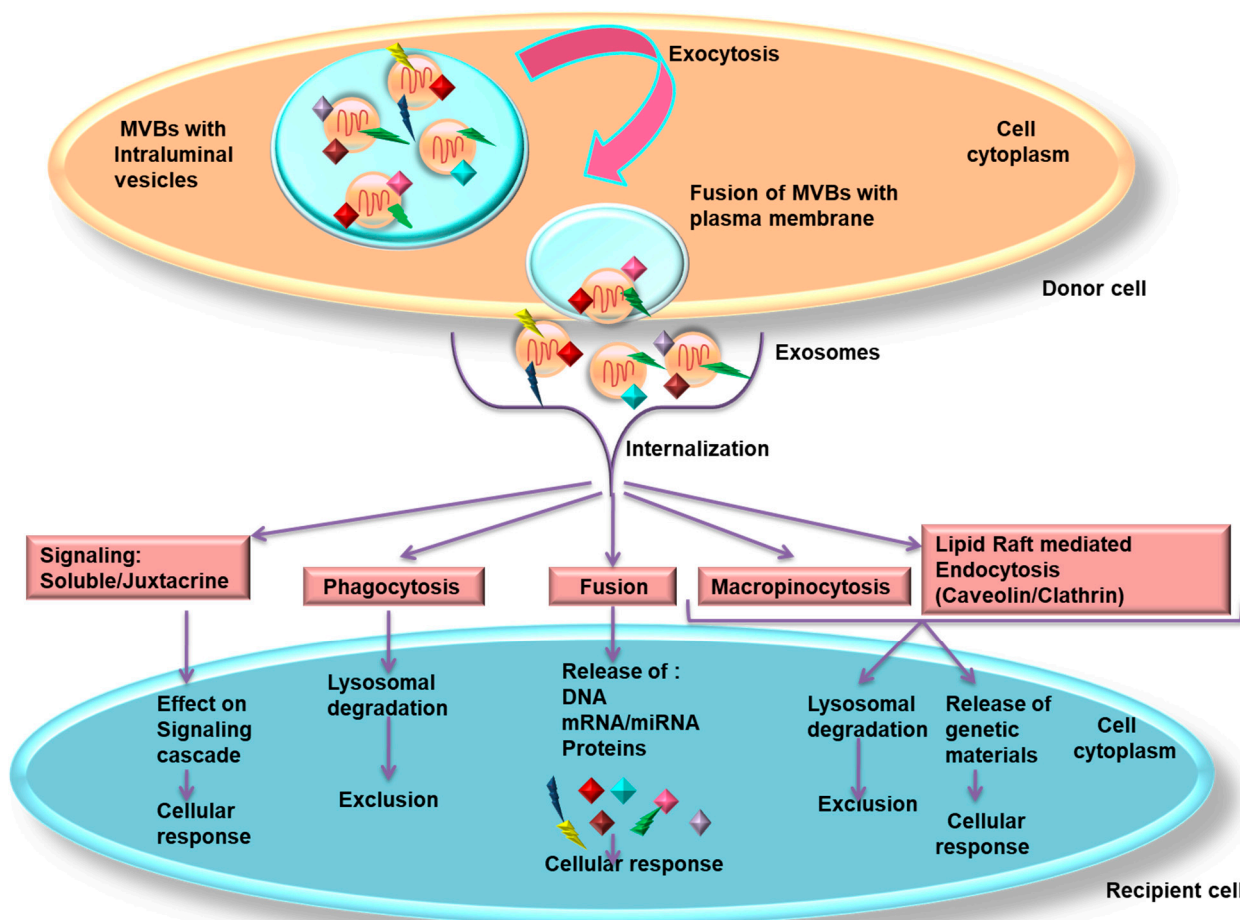 Exocytosis
MVBs with
Intraluminal
vesicles
Cell
cytoplasm
Fusion of MVBs with
plasma membrane
Donor cell
Exosomes
Internalization
Signaling:
Soluble/Juxtacrine
Phagocytosis
Fusion
Macropinocytosis
Lipid Raft mediated
Endocytosis
(Caveolin/Clathrin)
Effect on
Signaling
cascade
Cellular
response
Lysosomal
degradation
Exclusion
Release of :
DNA
mRNA/miRNA
Proteins
Cellular response
Lysosomal
degradation
Exclusion
Release of
genetic
materials
Cellular
response
Cell
cytoplasm
Recipient cell